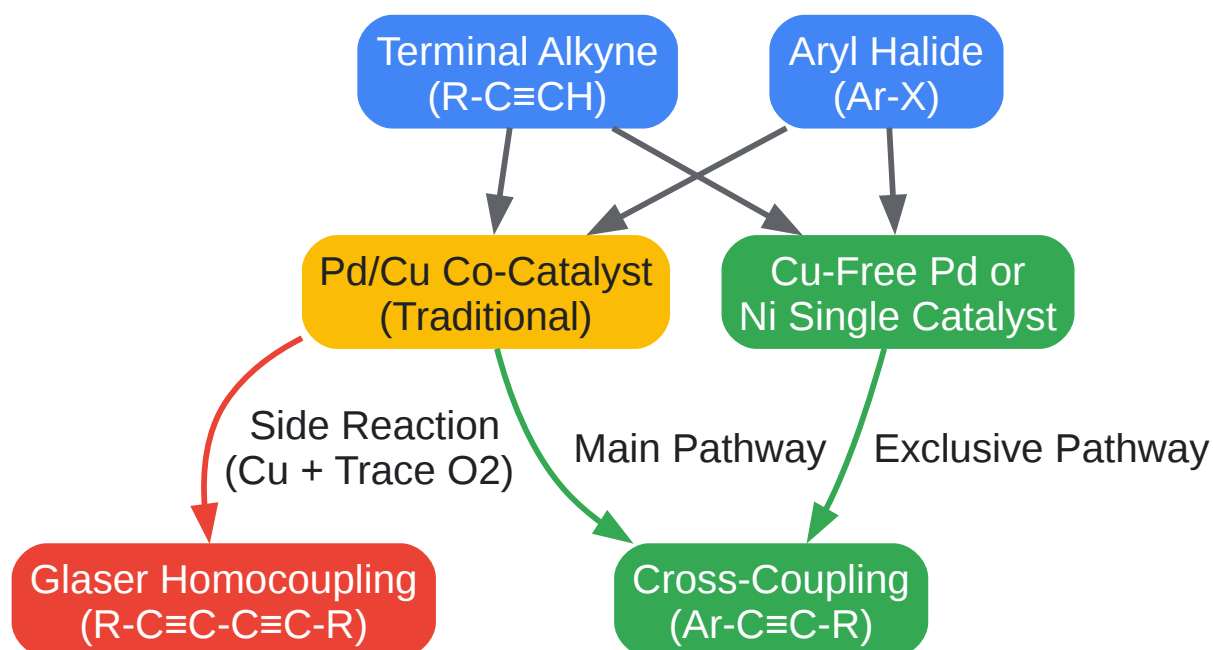 Terminal Alkyne
(R-C≡CH)
Aryl Halide
(Ar-X)
Pd/Cu Co-Catalyst
(Traditional)
Cu-Free Pd or
Ni Single Catalyst
Side Reaction
(Cu + Trace O2)
Main Pathway
Exclusive Pathway
Glaser Homocoupling
(R-C≡C-C≡C-R)
Cross-Coupling
(Ar-C≡C-R)